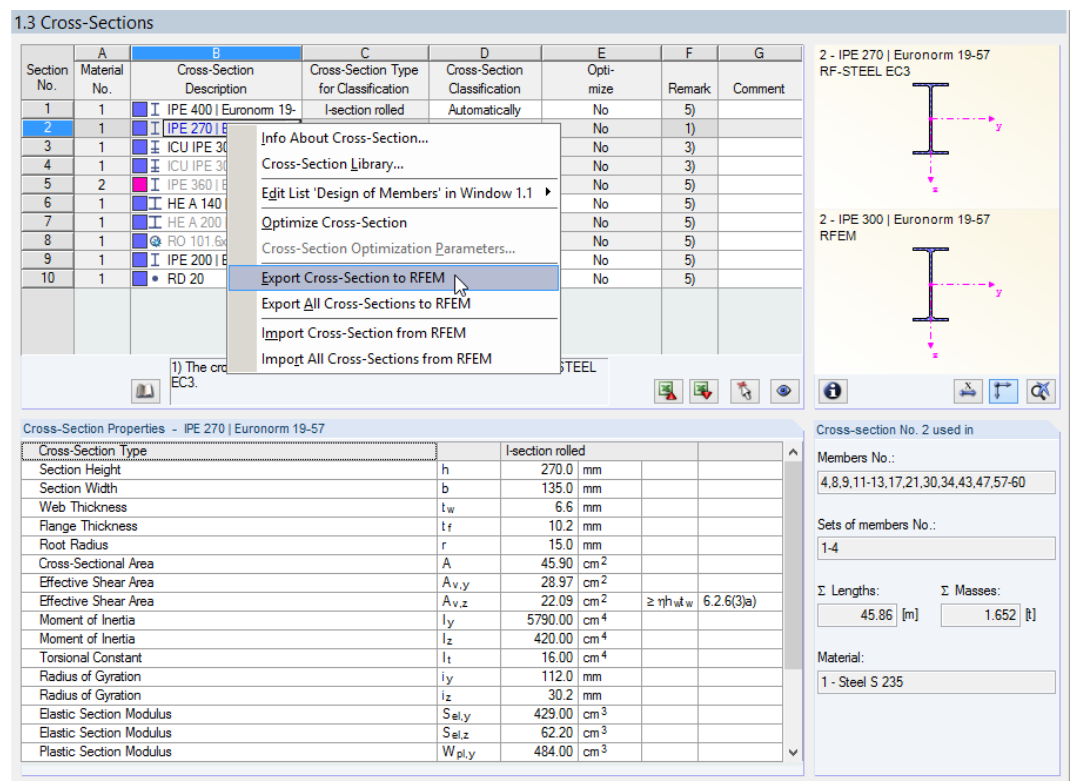 1.3 Cross-Sections
A B C D E F G
Section Material Cross-Section Cross-Section Type Cross-Section Opti-
No. No. Description for Classification Classification mize Remark Comment
1 1 IPE 400 | Euronorm 19- I-section rolled Automatically No 5)
2 1 IPE 270 | E No 1)
3 1 ICU IPE 30 No 3)
4 1 ICU IPE 30 No 3)
5 2 IPE 360 | E No 5)
6 1 HE A 140 | No 5)
7 1 HE A 200 No 5)
8 1 RO 101.6x No 5)
9 1 IPE 200 | E No 5)
10 1 RD 20 No 5)
Info About Cross-Section...
Cross-Section Library...
Edit List 'Design of Members' in Window 1.1
Optimize Cross-Section
Cross-Section Optimization Parameters...
Export Cross-Section to RFEM
Export All Cross-Sections to RFEM
Import Cross-Section from RFEM
Import All Cross-Sections from RFEM
1) The cro STEEL
EC3.
2 - IPE 270 | Euronorm 19-57
RF-STEEL EC3
y
z
2 - IPE 300 | Euronorm 19-57
RFEM
y
z
Cross-Section Properties - IPE 270 | Euronorm 19-57
Cross-Section Type I-section rolled
Section Height h 270.0 mm
Section Width b 135.0 mm
Web Thickness tw 6.6 mm
Flange Thickness tf 10.2 mm
Root Radius r 15.0 mm
Cross-Sectional Area A 45.90 cm²
Effective Shear Area Av,y 28.97 cm²
Effective Shear Area Av,z 22.09 cm² ≥ ηhwtw 6.2.6(3)a)
Moment of Inertia Iy 5790.00 cm⁴
Moment of Inertia Iz 420.00 cm⁴
Torsional Constant It 16.00 cm⁴
Radius of Gyration iy 112.0 mm
Radius of Gyration iz 30.2 mm
Elastic Section Modulus Sel,y 429.00 cm³
Elastic Section Modulus Sel,z 62.20 cm³
Plastic Section Modulus Wpl,y 484.00 cm³
Cross-section No. 2 used in
Members No.:
4,8,9,11-13,17,21,30,34,43,47,57-60
Sets of members No.:
1-4
Σ Lengths: Σ Masses:
45.86 [m] 1.652 [t]
Material:
1 - Steel S 235